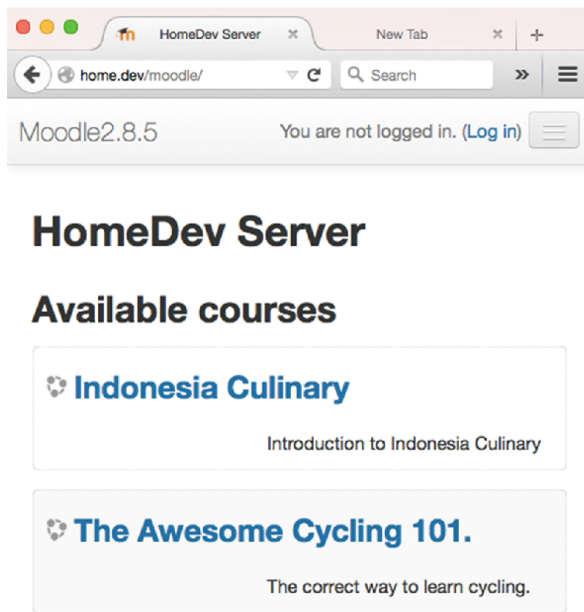 HomeDev Server
New Tab
home.dev/moodle/
Search
Moodle2.8.5
You are not logged in. (Log in)
HomeDev Server
Available courses
Indonesia Culinary
Introduction to Indonesia Culinary
The Awesome Cycling 101.
The correct way to learn cycling.